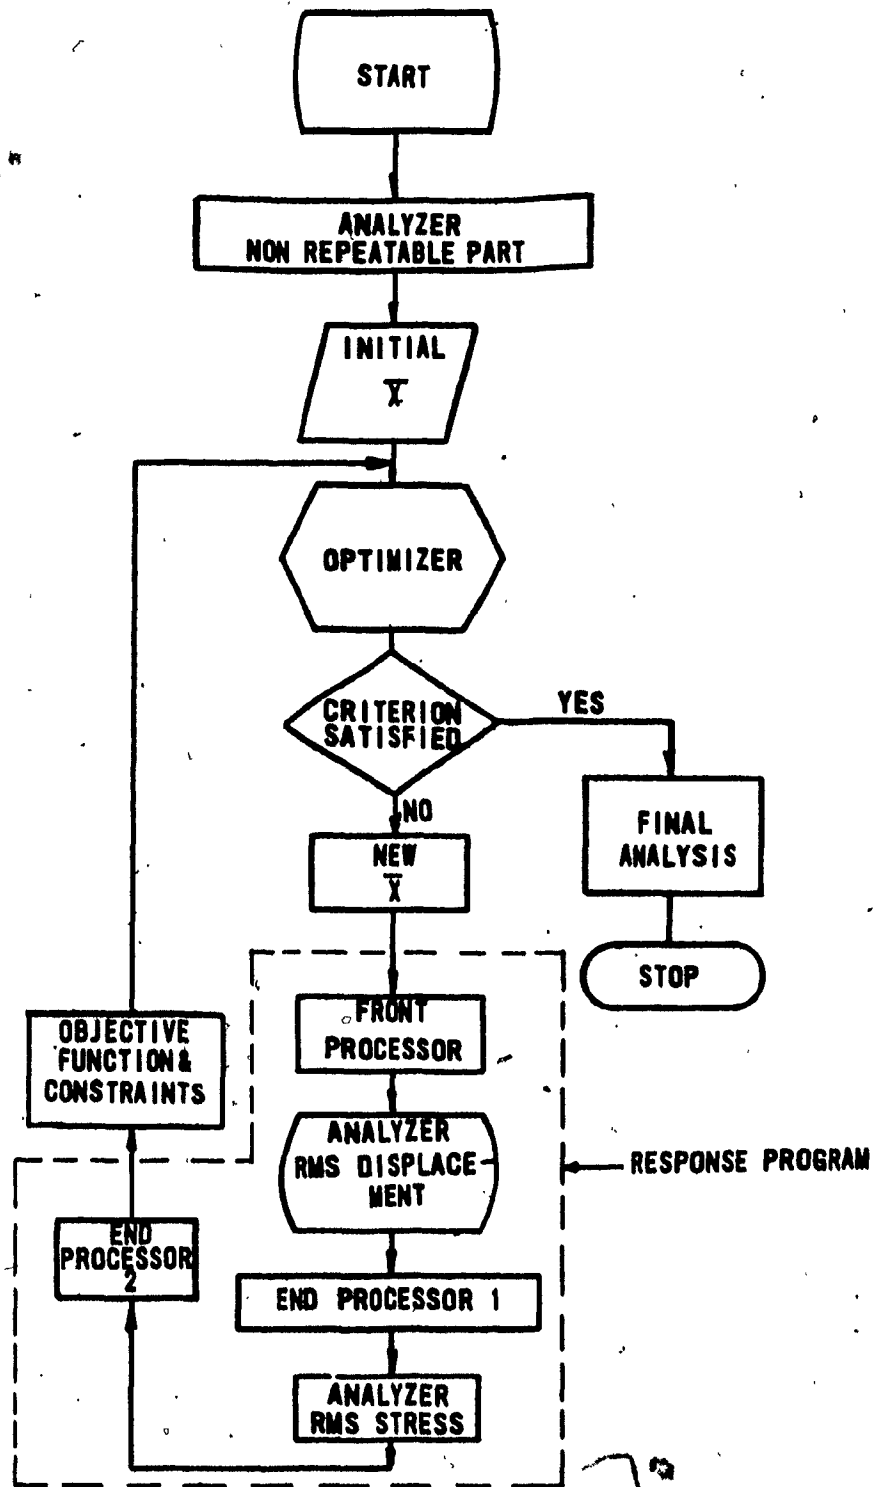 START
ANALYZER
NON REPEATABLE PART
INITIAL
X̅
OPTIMIZER
CRITERION
SATISFIED
YES
NO
FINAL
ANALYSIS
STOP
NEW
X̅
FRONT
PROCESSOR
ANALYZER
RMS DISPLACE-
MENT
RESPONSE PROGRAM
END PROCESSOR 1
ANALYZER
RMS STRESS
END
PROCESSOR
2
OBJECTIVE
FUNCTION&
CONSTRAINTS